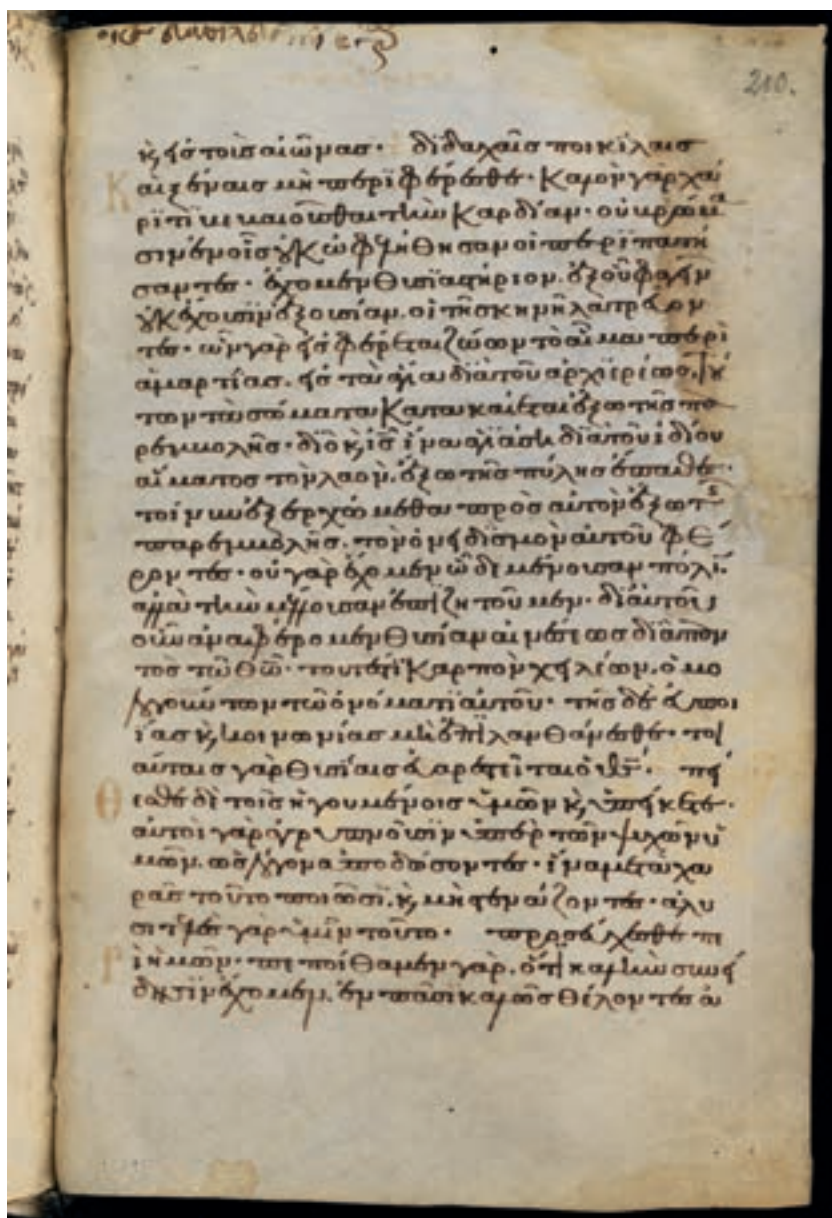 210.
κ, εἰς τοὺς αἰῶνας· διδαχαῖς ποικίλαις
καὶ ξέναις μὴ περιφέρεσθε· καλὸν γὰρ χά
ριτι βεβαιοῦσθαι τὴν καρδίαν· οὐ βρώμα
σιν ἐν οἷς οὐκ ὠφελήθησαν οἱ περιπατή
σαντες· ἔχομεν θυσιαστήριον. ἐξ οὗ φαγεῖν
οὐκ ἔχουσιν ἐξουσίαν. οἱ τῇ σκηνῇ λατρεύον
τες· ὧν γὰρ εἰσφέρεται ζώων τὸ αἷμα περὶ
ἁμαρτίας. εἰς τὰ ἅγια διὰ τοῦ ἀρχιερέως. τού
των τὰ σώματα κατακαίεται ἔξω τῆς πα
ρεμβολῆς· διὸ κ, ις ἵνα ἁγιάσῃ διὰ τοῦ ἰδίου
αἵματος τὸν λαὸν. ἔξω τῆς πύλης ἔπαθε·
τοίνυν ἐξερχώμεθα πρὸς αὐτὸν ἔξω τῆς
παρεμβολῆς. τὸν ὀνειδισμὸν αὐτοῦ φέ
ροντες· οὐ γὰρ ἔχομεν ὧδε μένουσαν πόλιν.
ἀλλὰ τὴν μέλλουσαν ἐπιζητοῦμεν· δι' αὐτοῦ
οὖν ἀναφέρομεν θυσίαν αἰνέσεως διαπαν
τὸς τῷ θω· τουτέστι καρπὸν χειλέων. ὁμο
λογούντων τῷ ὀνόματι αὐτοῦ· τῆς δὲ εὐποι
ΐας κ, κοινωνίας μὴ ἐπιλανθάνεσθε· τοι
αύταις γὰρ θυσίαις εὐαρεστεῖται ὁ θς· πεί
θεσθε δὲ τοῖς ἡγουμένοις ὑμῶν κ, ὑπείκετε·
αὐτοὶ γὰρ ἀγρυπνοῦσιν ὑπὲρ τῶν ψυχῶν ὑ
μῶν. ὡς λόγον ἀποδώσοντες· ἵνα μετὰ χα
ρᾶς τοῦτο ποιῶσι. κ, μὴ στενάζοντες· ἀλυ
σιτελὲς γὰρ ὑμῖν τοῦτο· προσεύχεσθε πε
ρὶ ἡμῶν· πεποίθαμεν γὰρ. ὅτι καλὴν συνεί
δησιν ἔχομεν. ἐν πᾶσι καλῶς θέλοντες ἀ